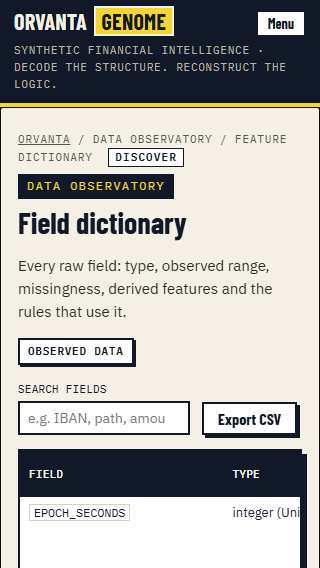 ORVANTA GENOME
Menu
SYNTHETIC FINANCIAL INTELLIGENCE ·
DECODE THE STRUCTURE. RECONSTRUCT THE
LOGIC.
ORVANTA / DATA OBSERVATORY / FEATURE
DICTIONARY DISCOVER
DATA OBSERVATORY
Field dictionary
Every raw field: type, observed range,
missingness, derived features and the
rules that use it.
OBSERVED DATA
SEARCH FIELDS
e.g. IBAN, path, amou
Export CSV
FIELD TYPE
EPOCH_SECONDS integer (Uni